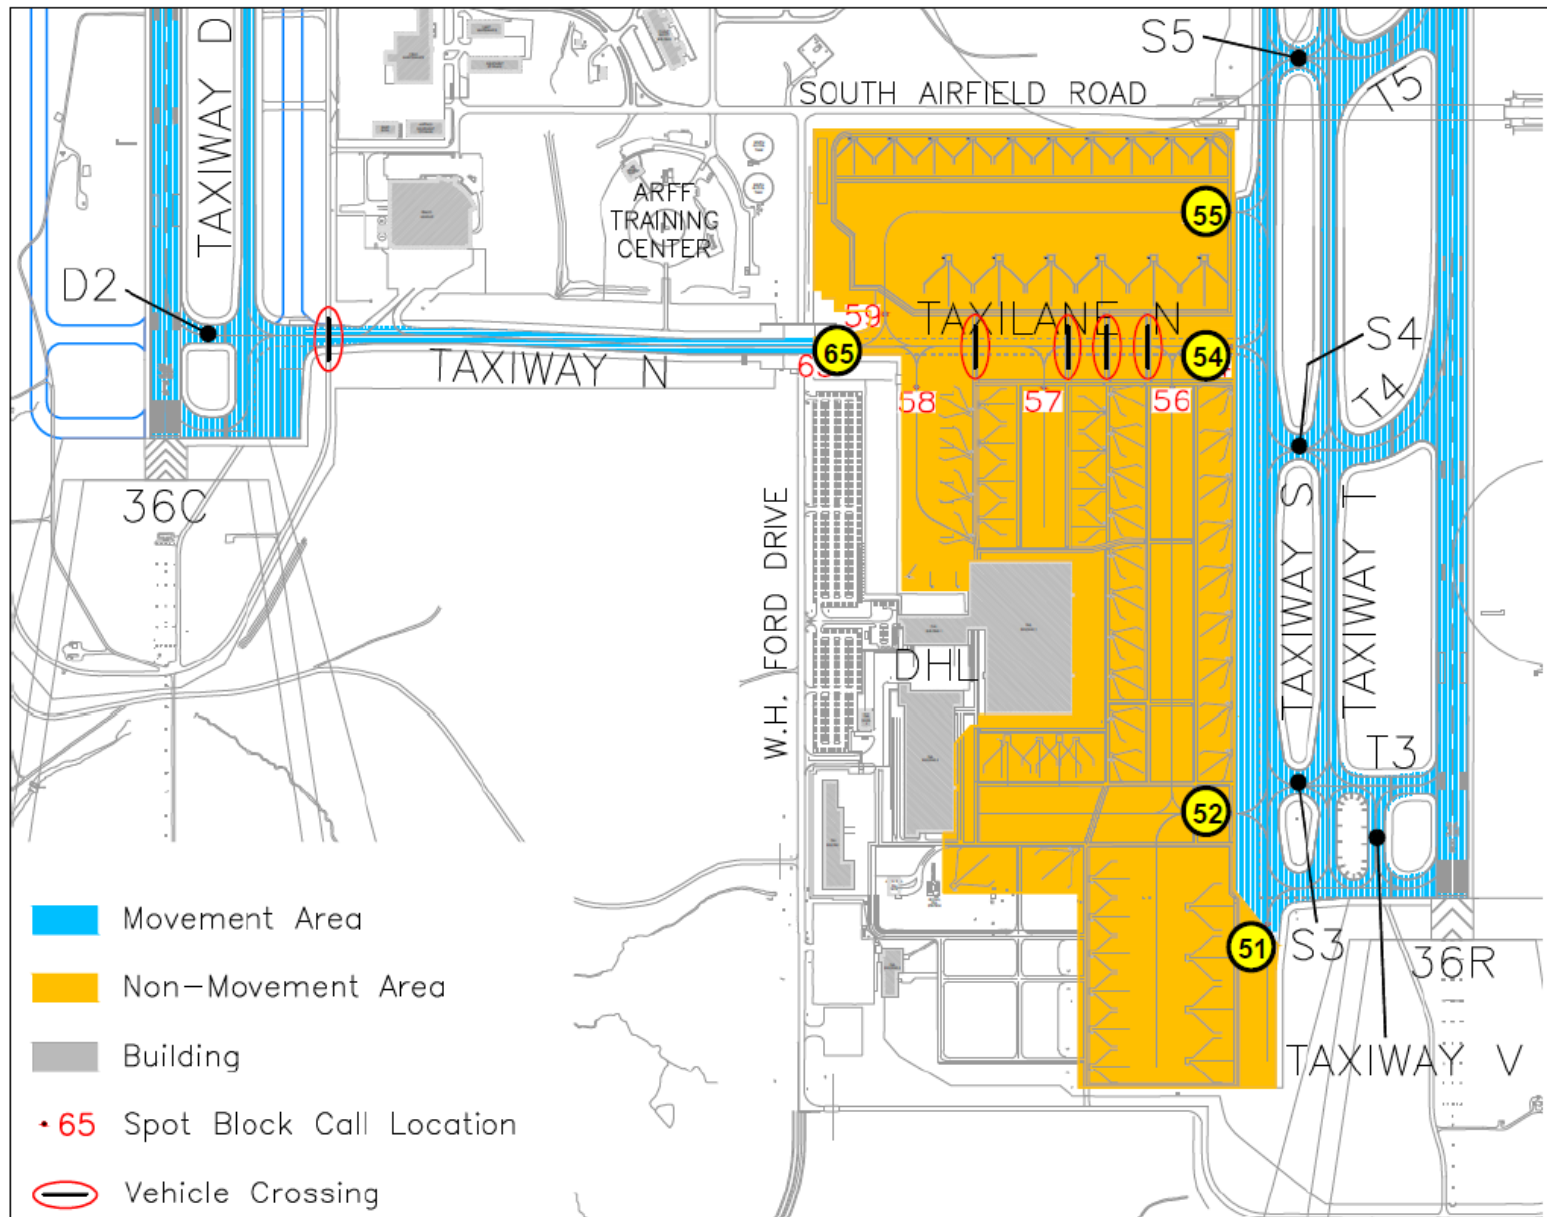 S5
TAXIWAY D
SOUTH AIRFIELD ROAD
T5
ARFF
TRAINING
CENTER
55
D2
59
TAXILANE N
S4
65
54
TAXIWAY N
T4
58
57
56
36C
W.H. FORD DRIVE
TAXIWAY S
TAXIWAY T
DHL
T3
52
Movement Area
51
S3
36R
Non-Movement Area
Building
TAXIWAY V
65 Spot Block Call Location
Vehicle Crossing